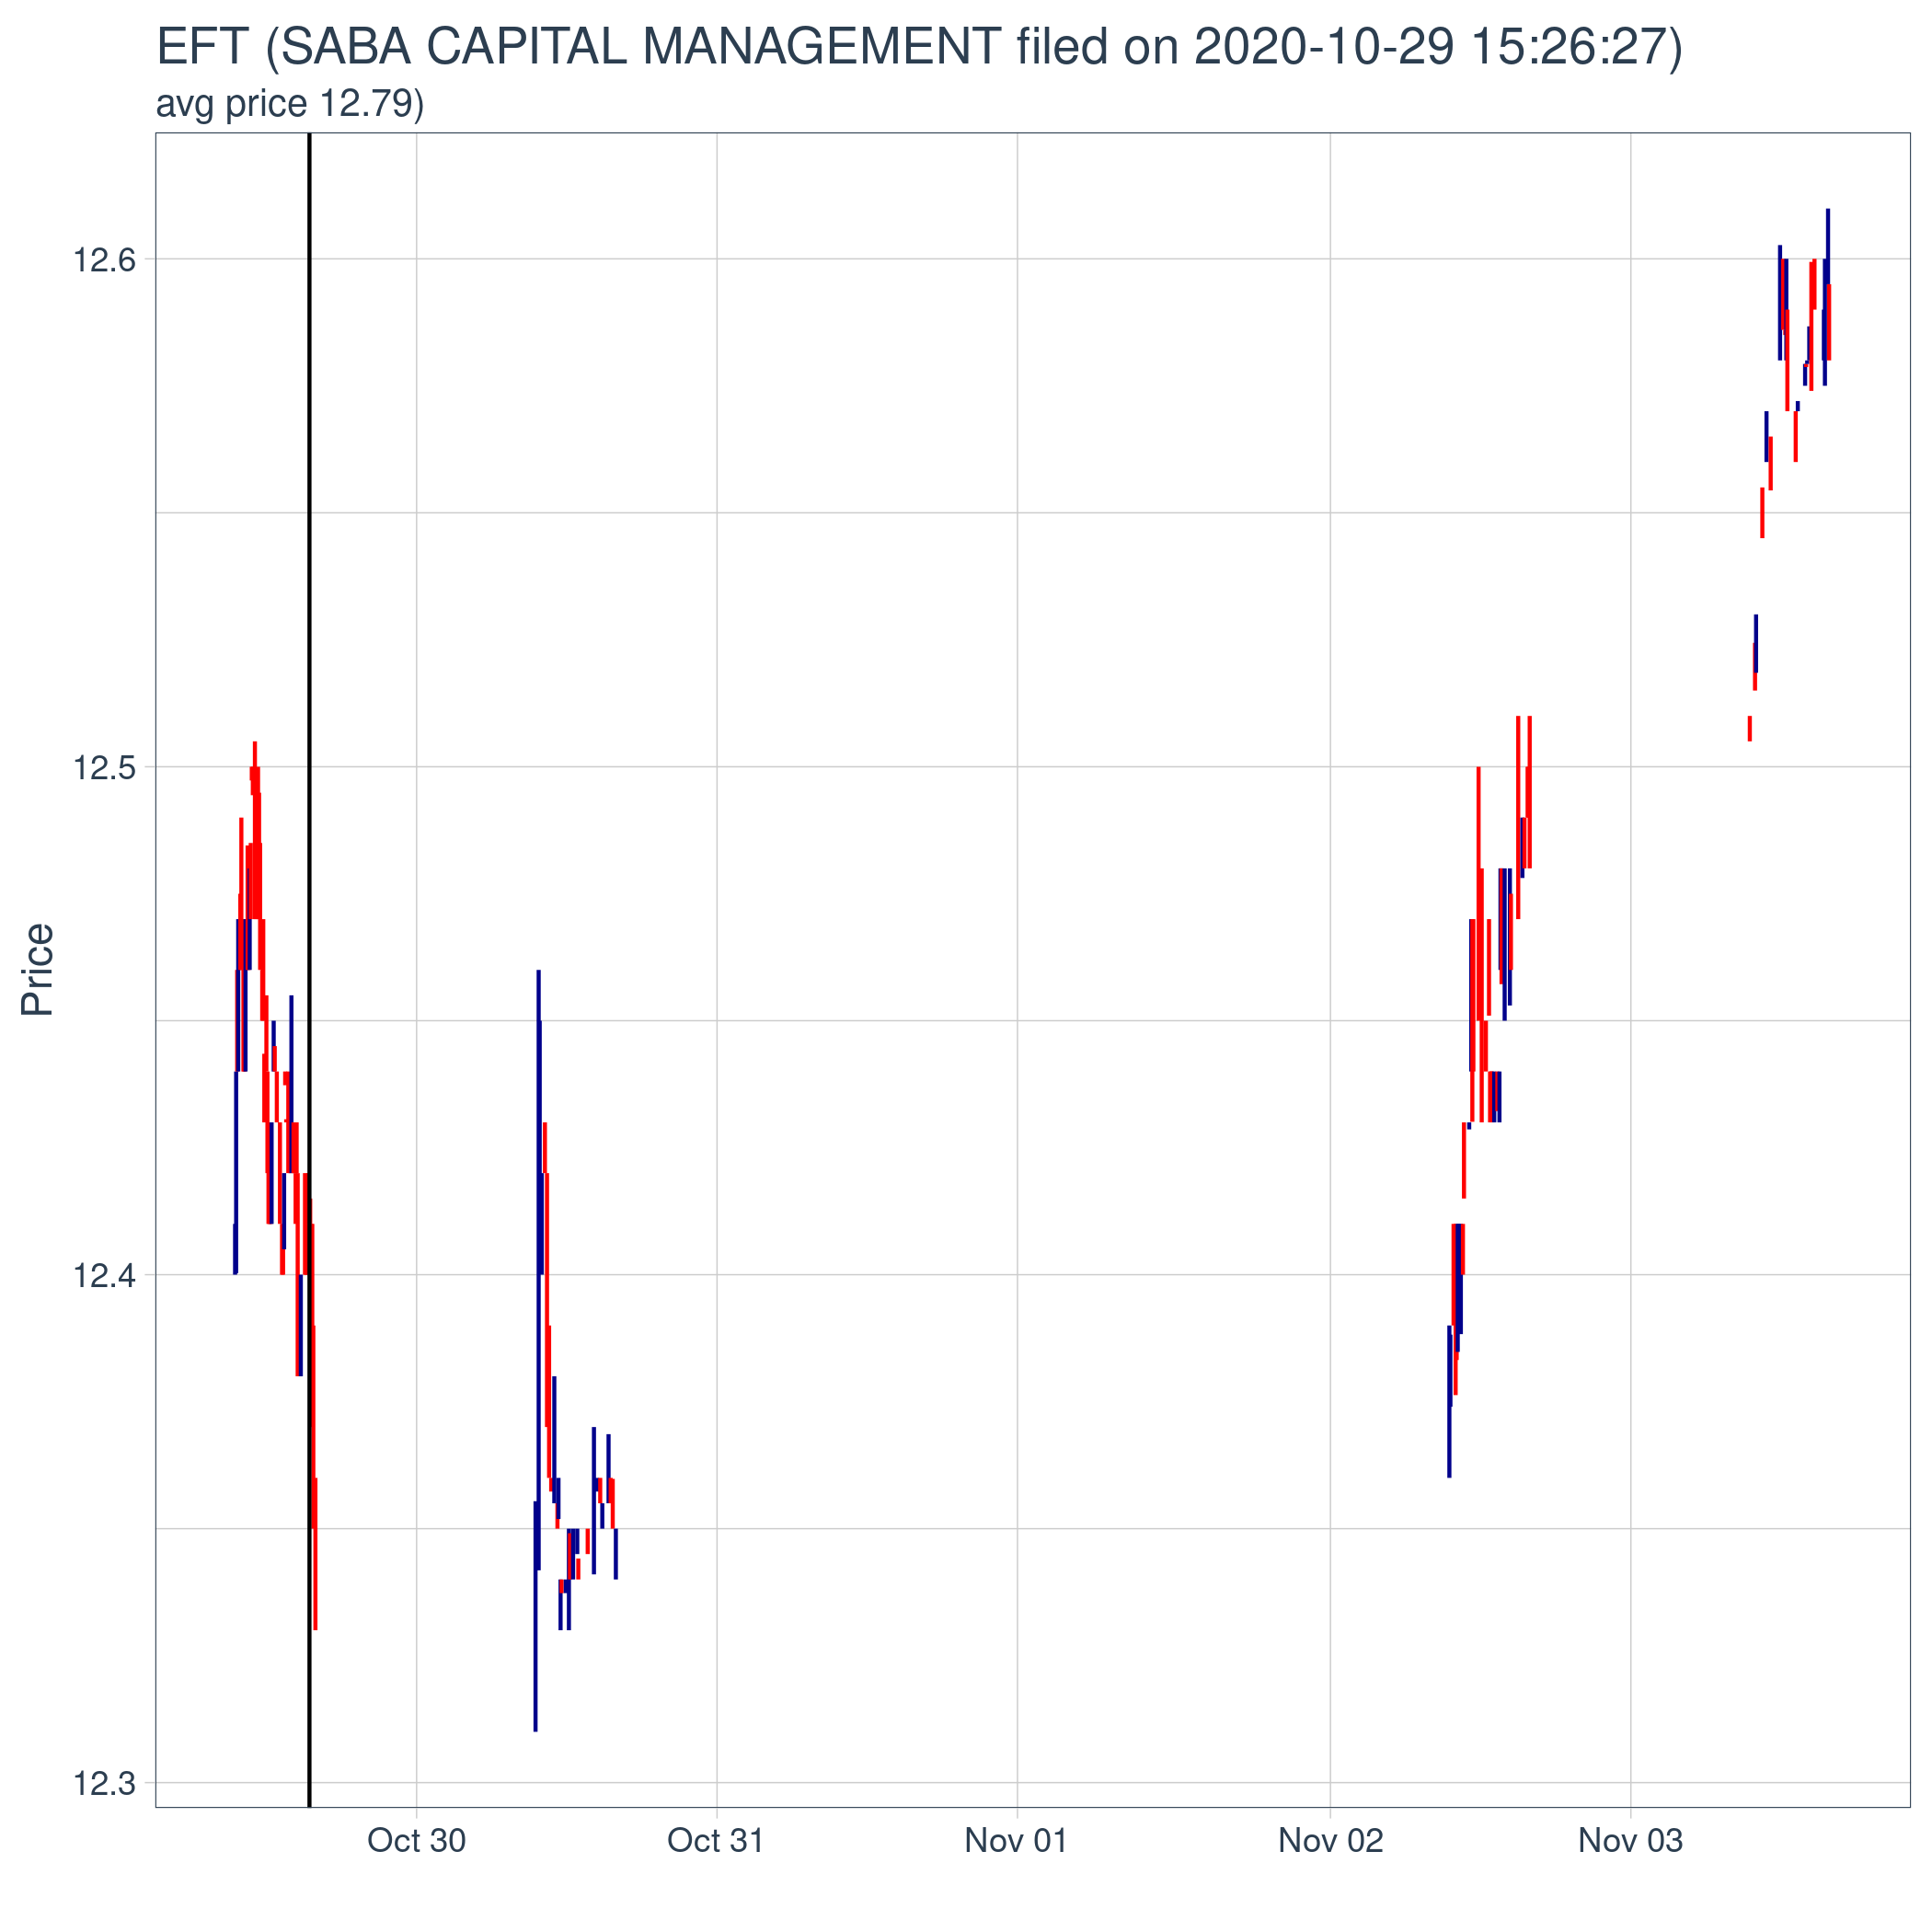 EFT (SABA CAPITAL MANAGEMENT filed on 2020-10-29 15:26:27)
avg price 12.79)
12.6
12.5
12.4
12.3
Price
Oct 30 Oct 31 Nov 01 Nov 02 Nov 03